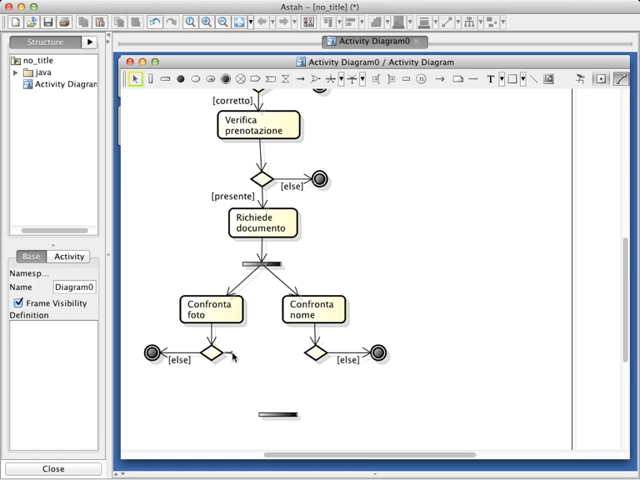 Astah - [no_title] (*)
Structure
Activity Diagram0
no_title
java
Activity Diagram
Activity Diagram0 / Activity Diagram
T
[corretto]
Verifica
prenotazione
[else]
[presente]
Richiede
documento
Confronta
foto
Confronta
nome
[else]
[else]
Base
Activity
Namesp...
Name
Diagram0
Frame Visibility
Definition
Close